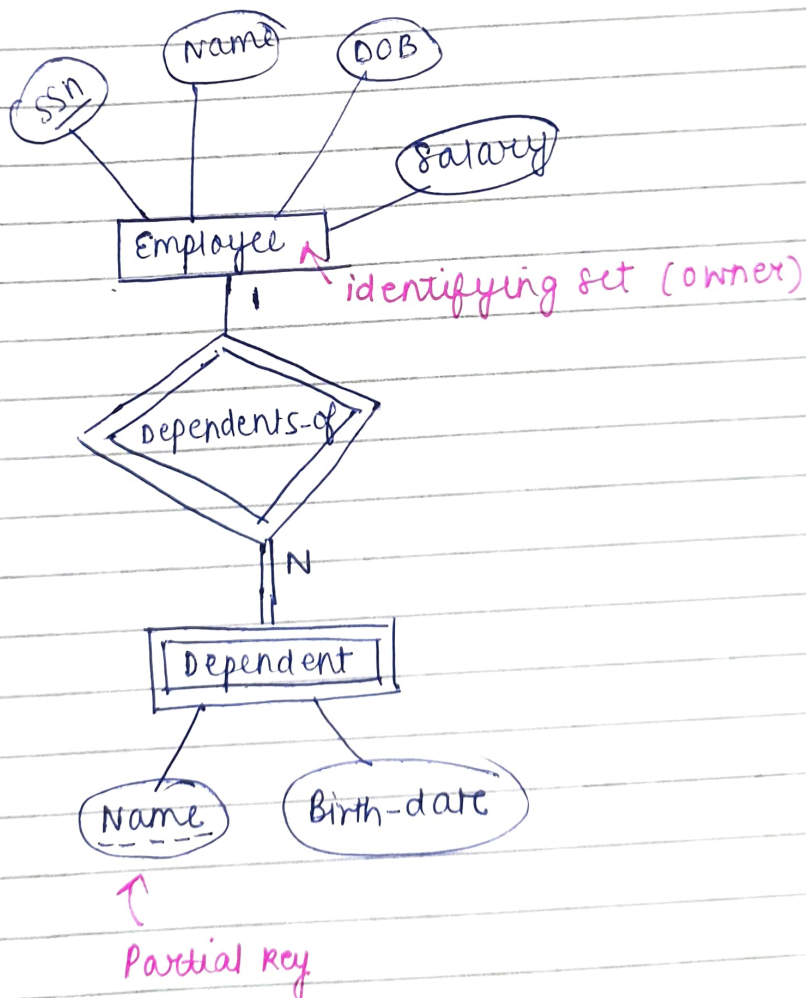 SSn
Name
DOB
Salary
Employee
identifying set (owner)
1
Dependents-of
N
Dependent
Name
Birth-date
Partial Key